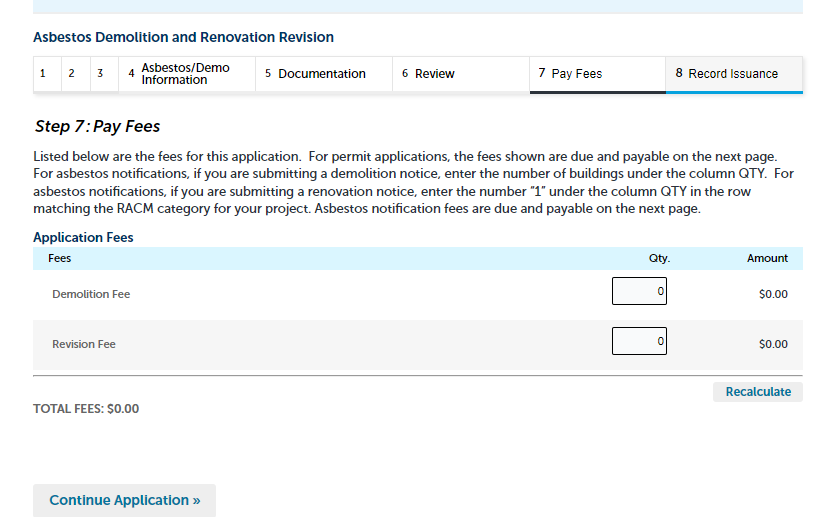 Asbestos Demolition and Renovation Revision
1 2 3 4 Asbestos/Demo Information 5 Documentation 6 Review 7 Pay Fees 8 Record Issuance
Step 7: Pay Fees
Listed below are the fees for this application. For permit applications, the fees shown are due and payable on the next page.
For asbestos notifications, if you are submitting a demolition notice, enter the number of buildings under the column QTY. For
asbestos notifications, if you are submitting a renovation notice, enter the number "1" under the column QTY in the row
matching the RACM category for your project. Asbestos notification fees are due and payable on the next page.
Application Fees
Fees Qty. Amount
Demolition Fee 0 $0.00
Revision Fee 0 $0.00
Recalculate
TOTAL FEES: $0.00
Continue Application »